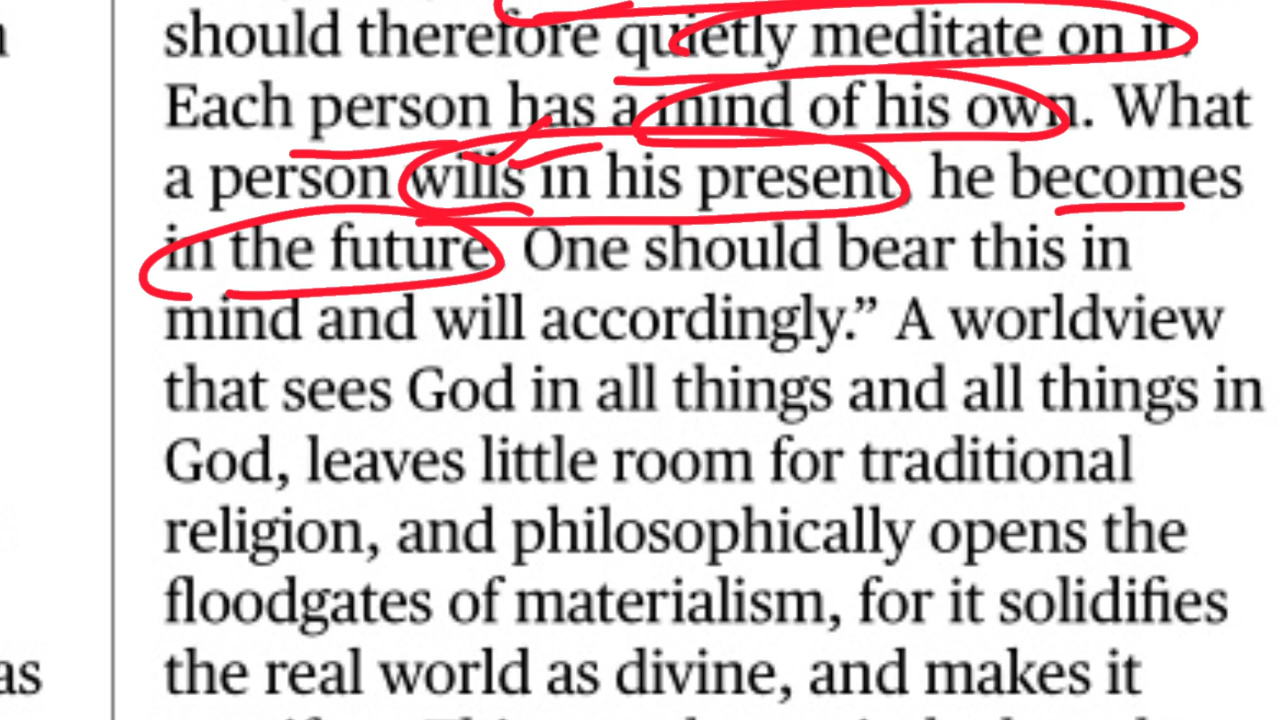 should therefore quietly meditate on it.
Each person has a mind of his own. What
a person wills in his present, he becomes
in the future. One should bear this in
mind and will accordingly.” A worldview
that sees God in all things and all things in
God, leaves little room for traditional
religion, and philosophically opens the
floodgates of materialism, for it solidifies
as
the real world as divine, and makes it